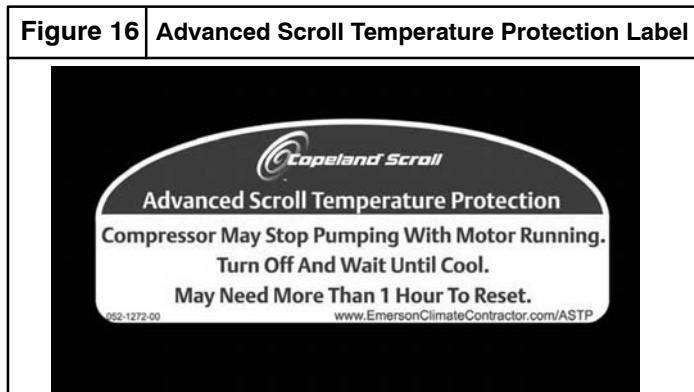 Figure 16 Advanced Scroll Temperature Protection Label
Copeland Scroll
Advanced Scroll Temperature Protection
Compressor May Stop Pumping With Motor Running.
Turn Off And Wait Until Cool.
May Need More Than 1 Hour To Reset.
052-1272-00 www.EmersonClimateContractor.com/ASTP